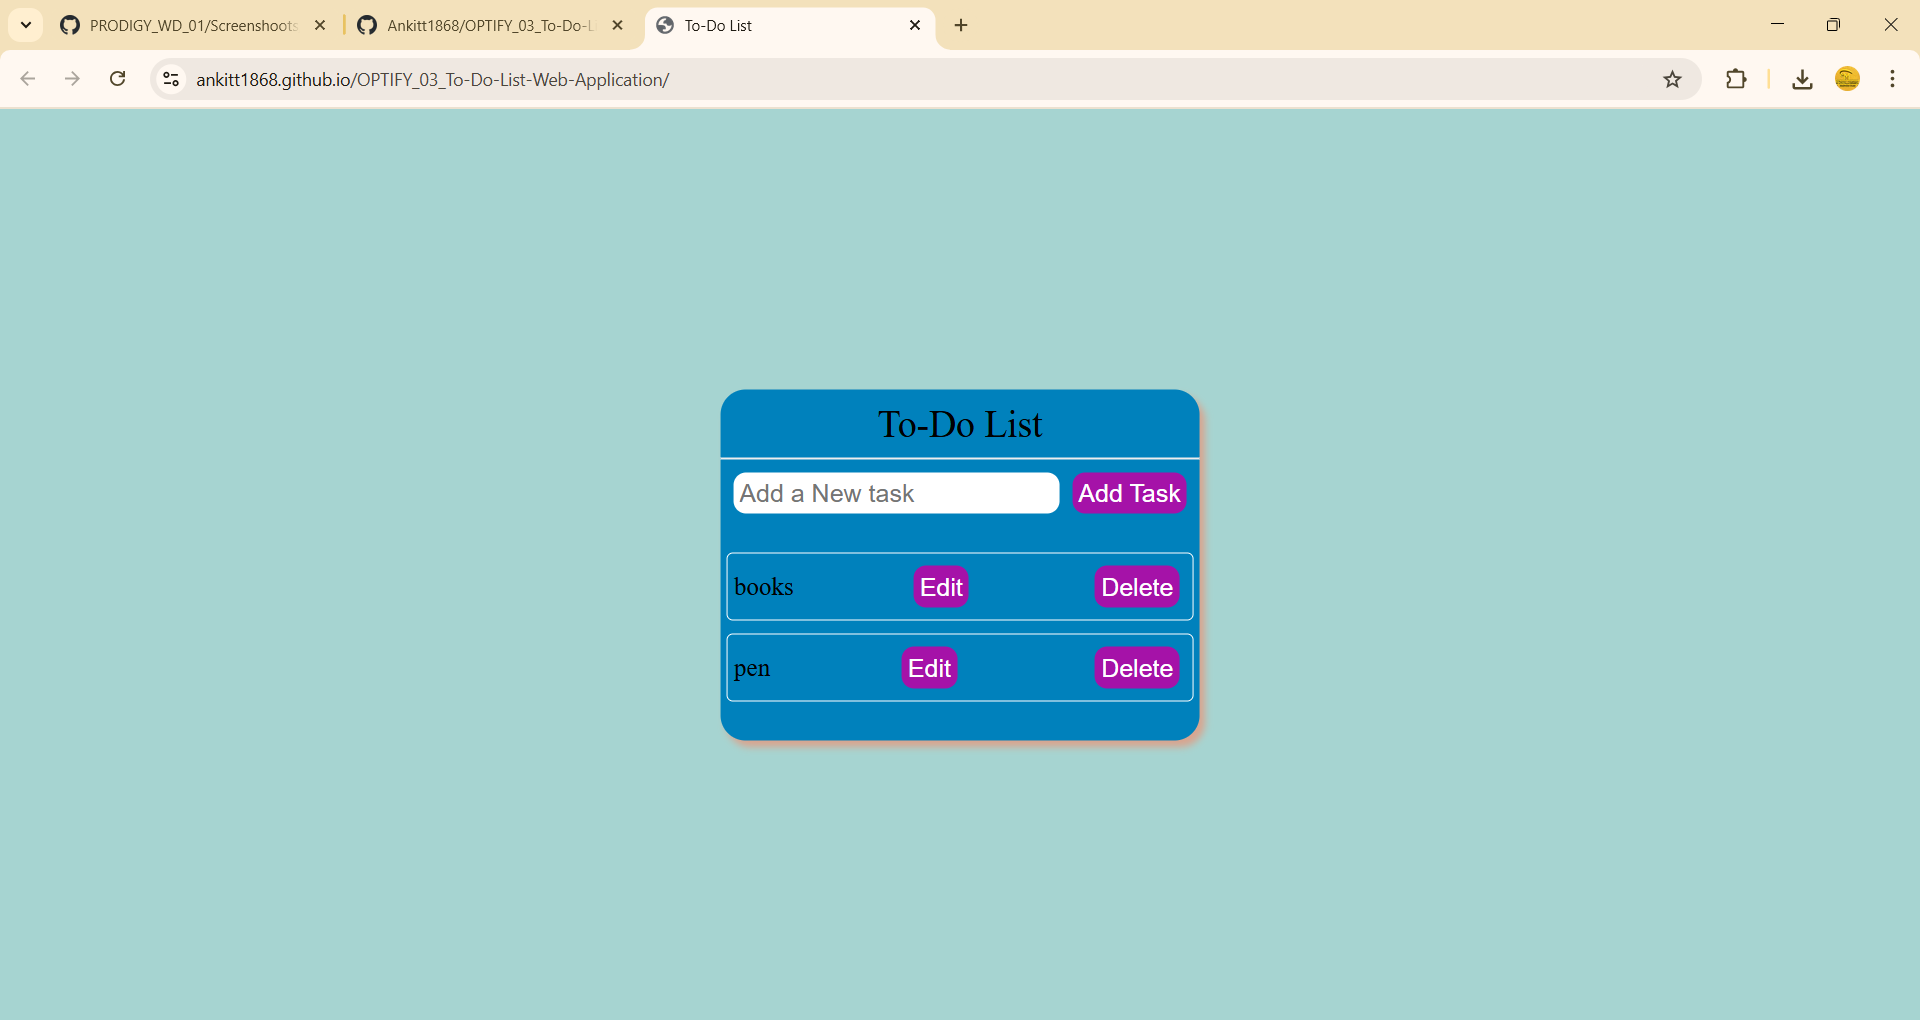 PRODIGY_WD_01/Screenshoots
Ankitt1868/OPTIFY_03_To-Do-L
To-Do List
ankitt1868.github.io/OPTIFY_03_To-Do-List-Web-Application/
To-Do List
Add a New task Add Task
books Edit Delete
pen Edit Delete